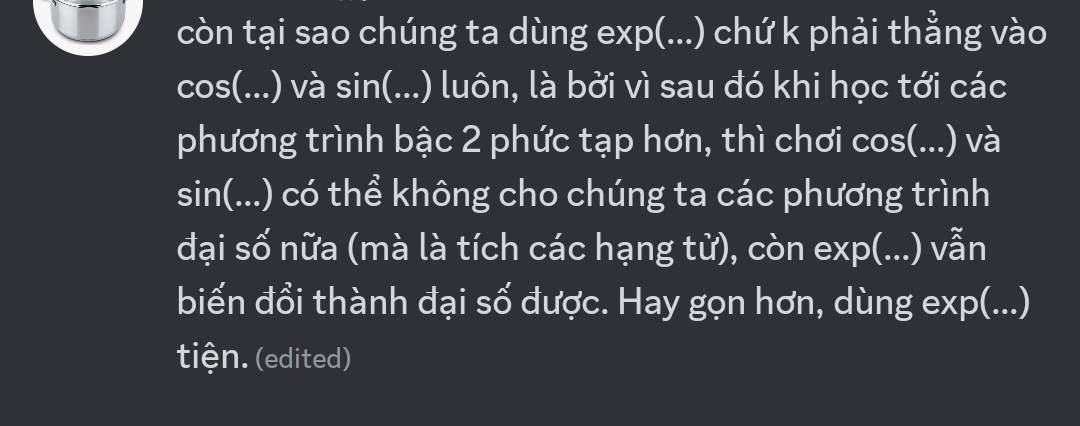 còn tại sao chúng ta dùng exp(...) chứ k phải thẳng vào
cos(...) và sin(...) luôn, là bởi vì sau đó khi học tới các
phương trình bậc 2 phức tạp hơn, thì chơi cos(...) và
sin(...) có thể không cho chúng ta các phương trình
đại số nữa (mà là tích các hạng tử), còn exp(...) vẫn
biến đổi thành đại số được. Hay gọn hơn, dùng exp(...)
tiện. (edited)